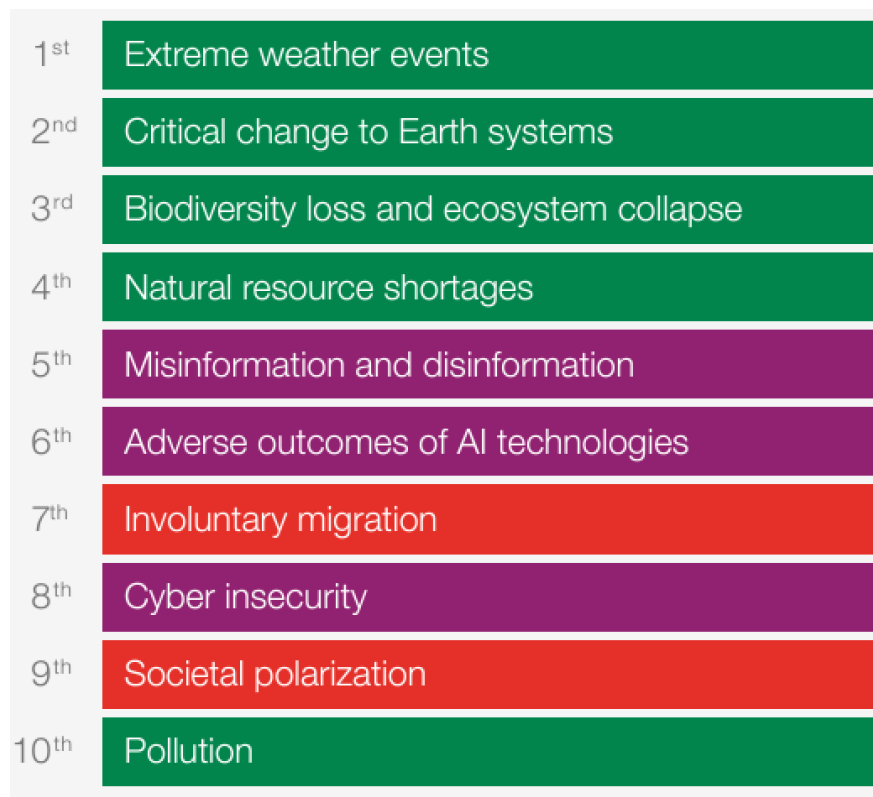 1st Extreme weather events
2nd Critical change to Earth systems
3rd Biodiversity loss and ecosystem collapse
4th Natural resource shortages
5th Misinformation and disinformation
6th Adverse outcomes of AI technologies
7th Involuntary migration
8th Cyber insecurity
9th Societal polarization
10th Pollution